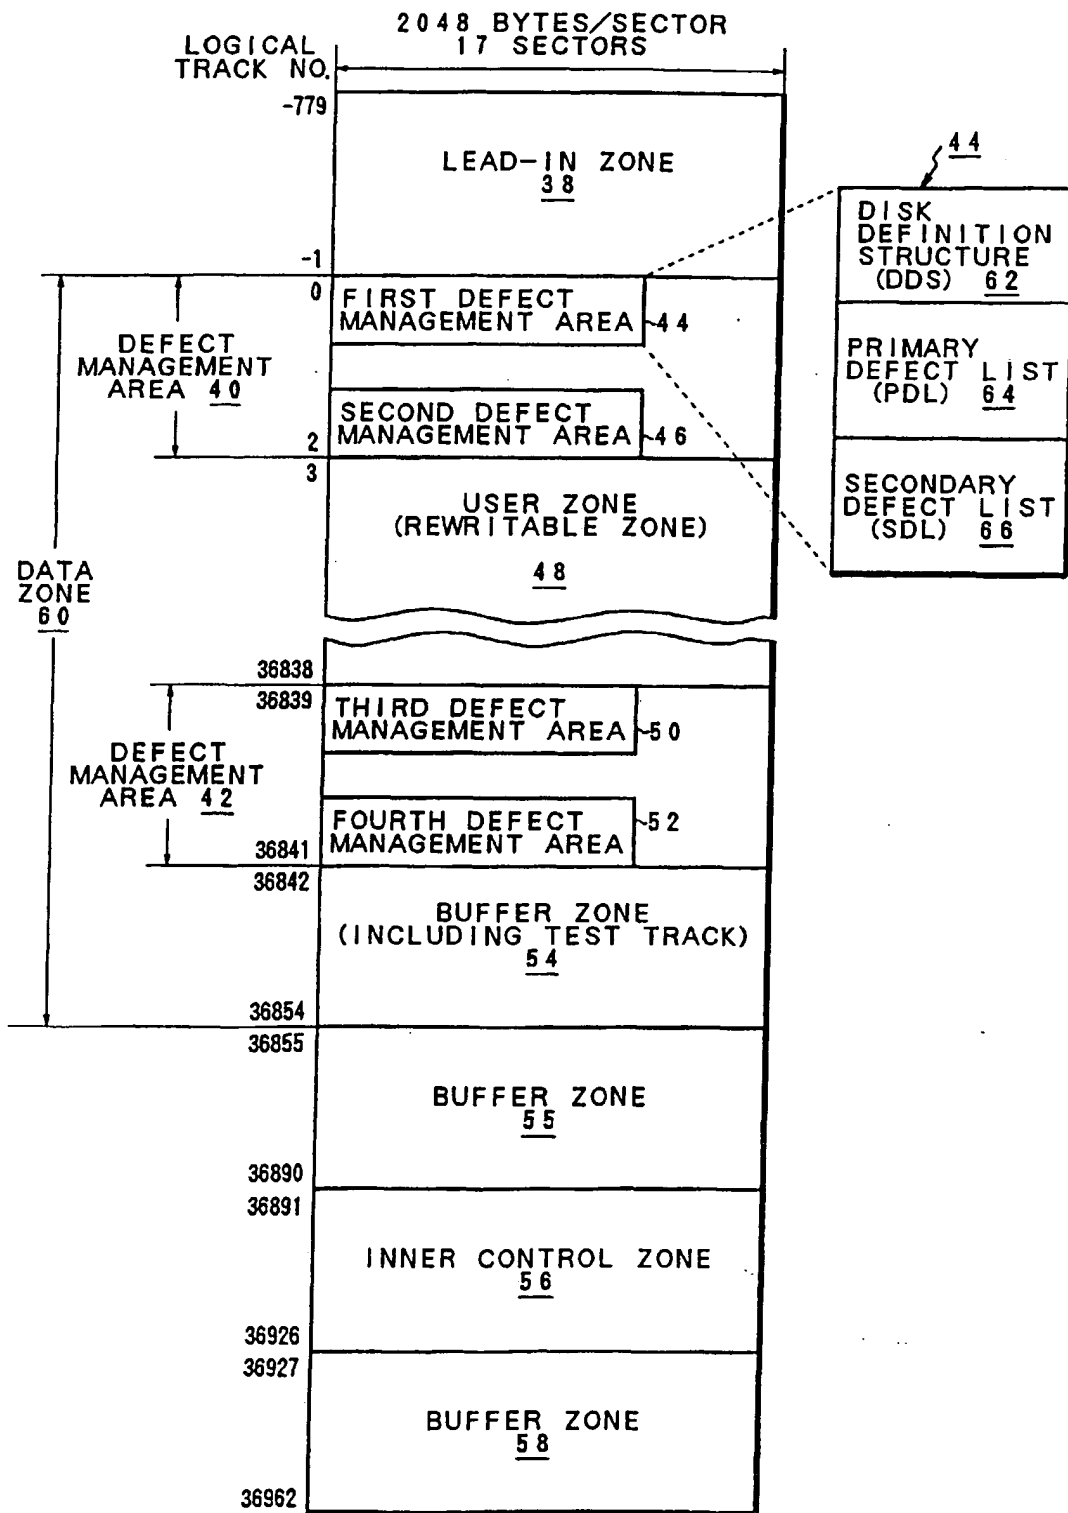 2048 BYTES/SECTOR
17 SECTORS
LOGICAL
TRACK NO.
-779
LEAD-IN ZONE
38
-1
0
FIRST DEFECT
MANAGEMENT AREA
44
DEFECT
MANAGEMENT
AREA 40
SECOND DEFECT
MANAGEMENT AREA
46
2
3
USER ZONE
(REWRITABLE ZONE)
48
44
DISK
DEFINITION
STRUCTURE
(DDS) 62
PRIMARY
DEFECT LIST
(PDL) 64
SECONDARY
DEFECT LIST
(SDL) 66
DATA
ZONE
60
36838
36839
THIRD DEFECT
MANAGEMENT AREA
50
DEFECT
MANAGEMENT
AREA 42
FOURTH DEFECT
MANAGEMENT AREA
52
36841
36842
BUFFER ZONE
(INCLUDING TEST TRACK)
54
36854
36855
BUFFER ZONE
55
36890
36891
INNER CONTROL ZONE
56
36926
36927
BUFFER ZONE
58
36962